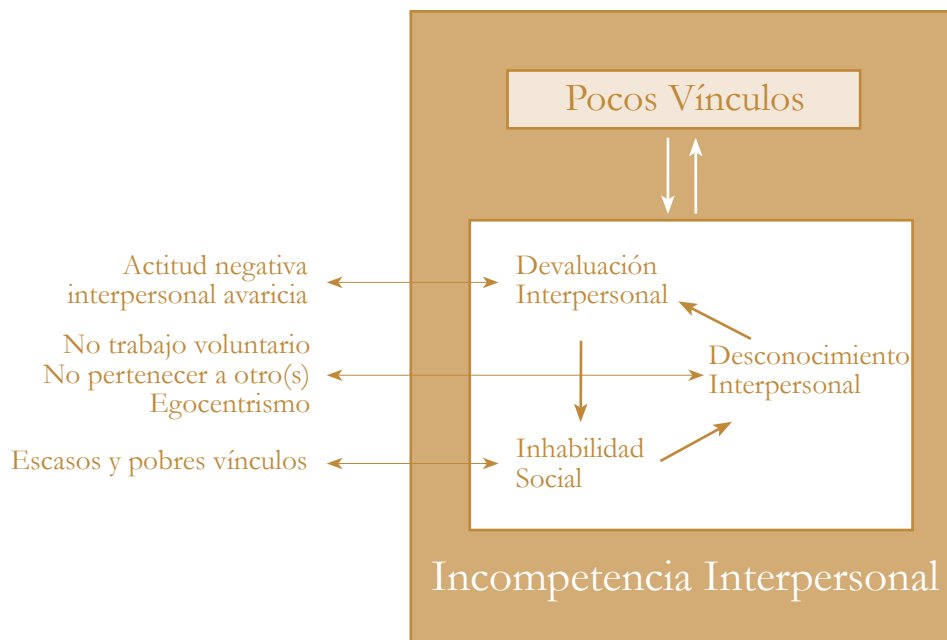 Pocos Vínculos
Actitud negativa
interpersonal avaricia
Devaluación
Interpersonal
No trabajo voluntario
No pertenecer a otro(s)
Egocentrismo
Desconocimiento
Interpersonal
Escasos y pobres vínculos
Inhabilidad
Social
Incompetencia Interpersonal